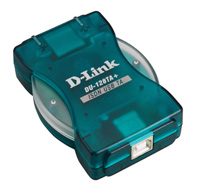 D-Link
DU-128TA+
ISDN USB TA